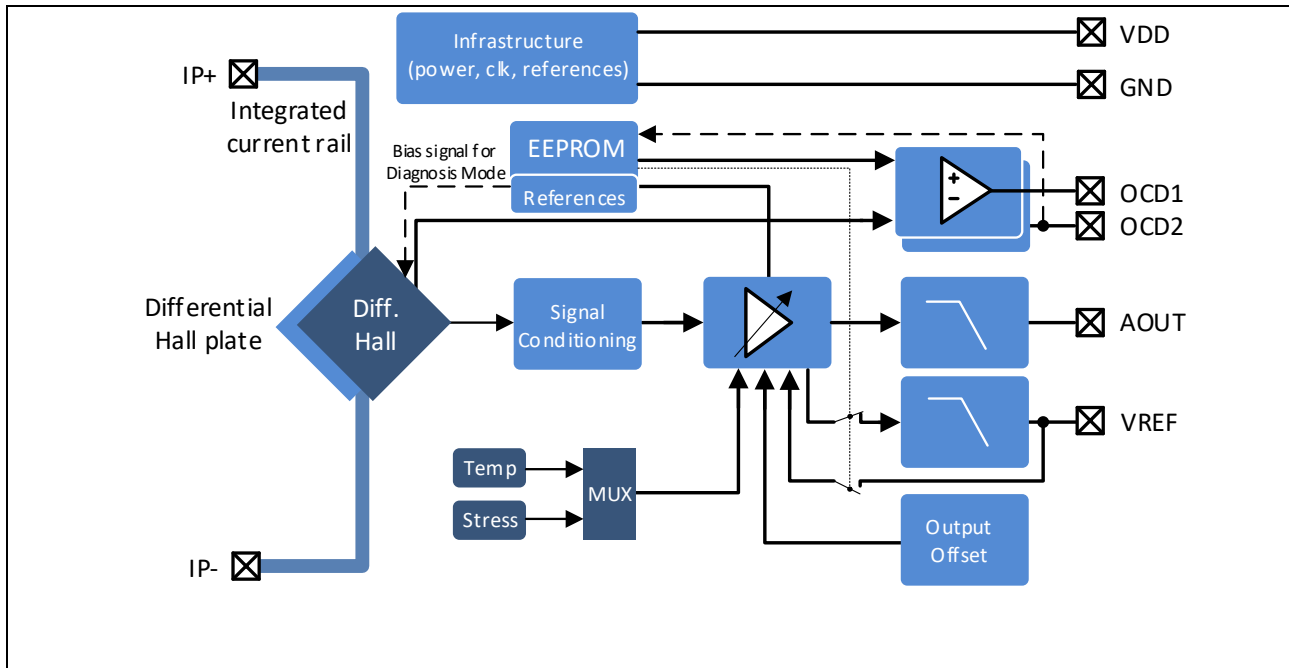 Infrastructure
(power, clk, references)
VDD
GND
IP+
Integrated
current rail
Bias signal for
Diagnosis Mode
EEPROM
References
+
-
OCD1
OCD2
Differential
Hall plate
Diff.
Hall
Signal
Conditioning
AOUT
VREF
Temp
Stress
MUX
Output
Offset
IP-